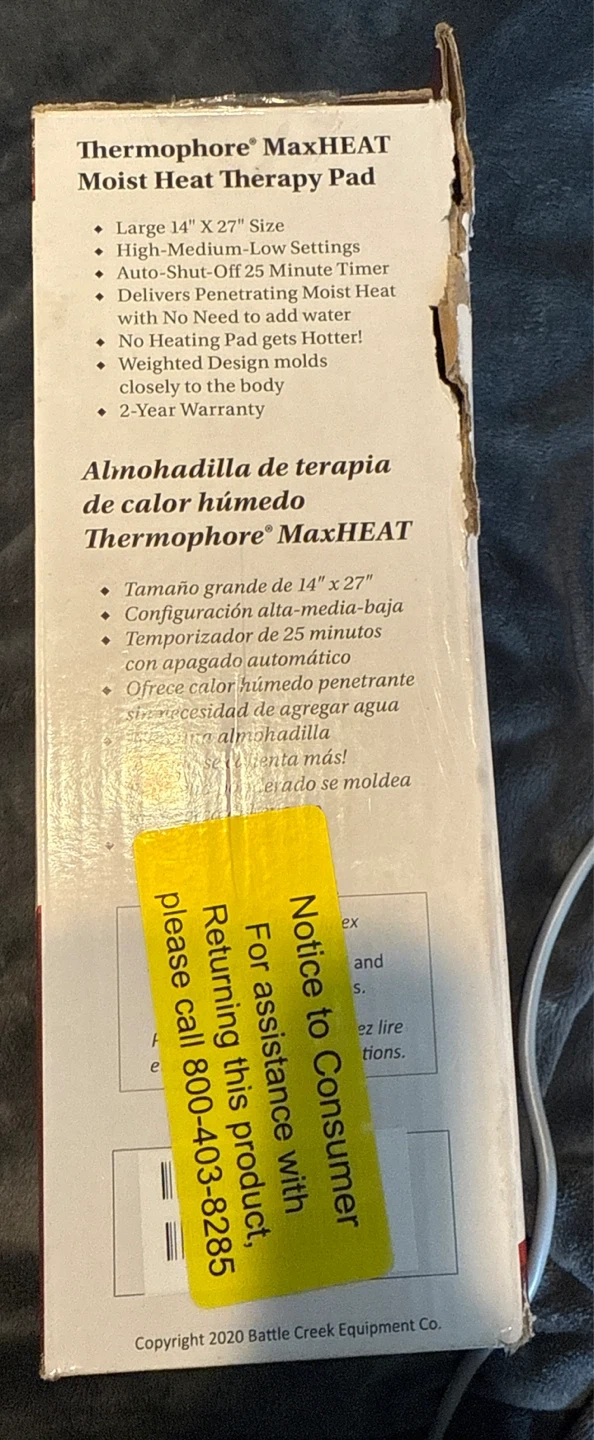 Thermophore® MaxHEAT
Moist Heat Therapy Pad
◆ Large 14" X 27" Size
◆ High-Medium-Low Settings
◆ Auto-Shut-Off 25 Minute Timer
◆ Delivers Penetrating Moist Heat
with No Need to add water
◆ No Heating Pad gets Hotter!
◆ Weighted Design molds
closely to the body
◆ 2-Year Warranty
Almohadilla de terapia
de calor húmedo
Thermophore® MaxHEAT
◆ Tamaño grande de 14" x 27"
◆ Configuración alta-media-baja
◆ Temporizador de 25 minutos
con apagado automático
◆ Ofrece calor húmedo penetrante
sin necesidad de agregar agua
almohadilla
más!
se moldea
ex
and
s.
ez lire
tions.
Notice to Consumer
For assistance with
Returning this product,
please call 800-403-8285
Copyright 2020 Battle Creek Equipment Co.